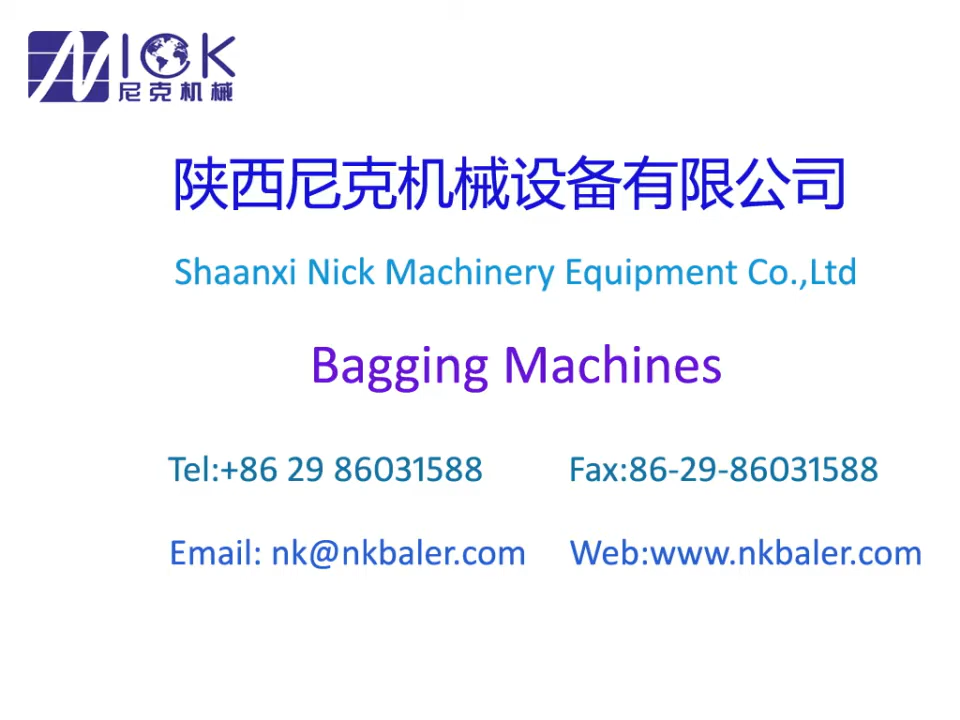 NICK
尼克机械
陕西尼克机械设备有限公司
Shaanxi Nick Machinery Equipment Co.,Ltd
Bagging Machines
Tel:+86 29 86031588 Fax:86-29-86031588
Email: nk@nkbaler.com Web:www.nkbaler.com